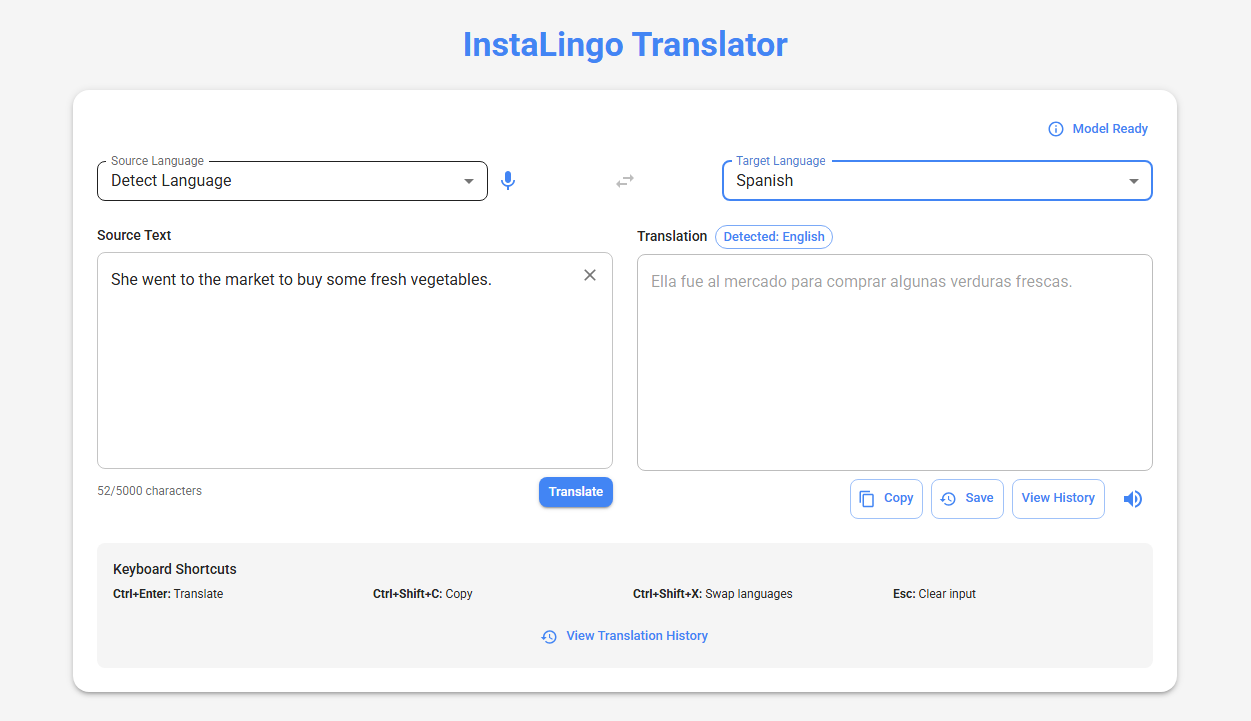 InstaLingo Translator
Model Ready
Source Language
Detect Language
Target Language
Spanish
Source Text
Translation Detected: English
She went to the market to buy some fresh vegetables.
Ella fue al mercado para comprar algunas verduras frescas.
52/5000 characters
Translate
Copy Save View History
Keyboard Shortcuts
Ctrl+Enter: Translate Ctrl+Shift+C: Copy Ctrl+Shift+X: Swap languages Esc: Clear input
View Translation History